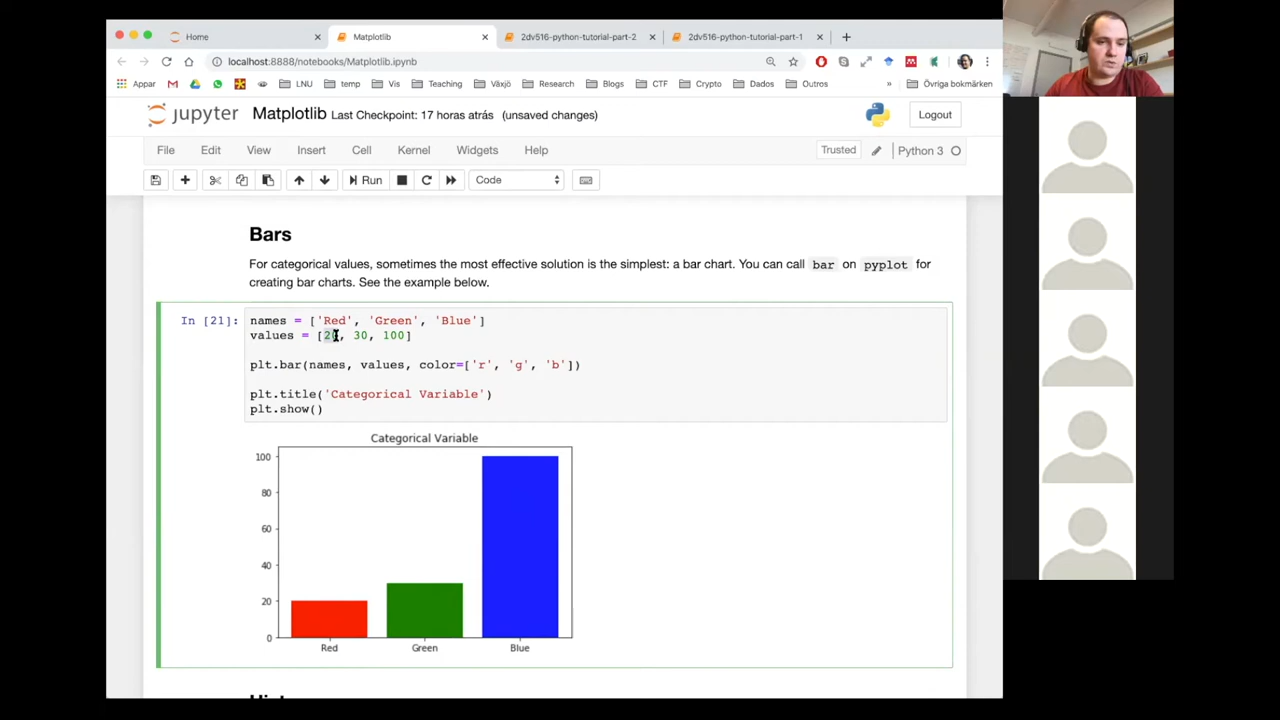 Home
Matplotlib
2dv516-python-tutorial-part-2
2dv516-python-tutorial-part-1
localhost:8888/notebooks/Matplotlib.ipynb
Appar
LNU
temp
Vis
Teaching
Växjö
Research
Blogs
CTF
Crypto
Dados
Outros
»
Övriga bokmärken
jupyter
Matplotlib Last Checkpoint: 17 horas atrás (unsaved changes)
Logout
File Edit View Insert Cell Kernel Widgets Help
Trusted
Python 3
Run
Code
Bars
For categorical values, sometimes the most effective solution is the simplest: a bar chart. You can call bar on pyplot for
creating bar charts. See the example below.
In [21]:
names = ['Red', 'Green', 'Blue']
values = [20, 30, 100]
plt.bar(names, values, color=['r', 'g', 'b'])
plt.title('Categorical Variable')
plt.show()
Categorical Variable
100
80
60
40
20
0
Red Green Blue